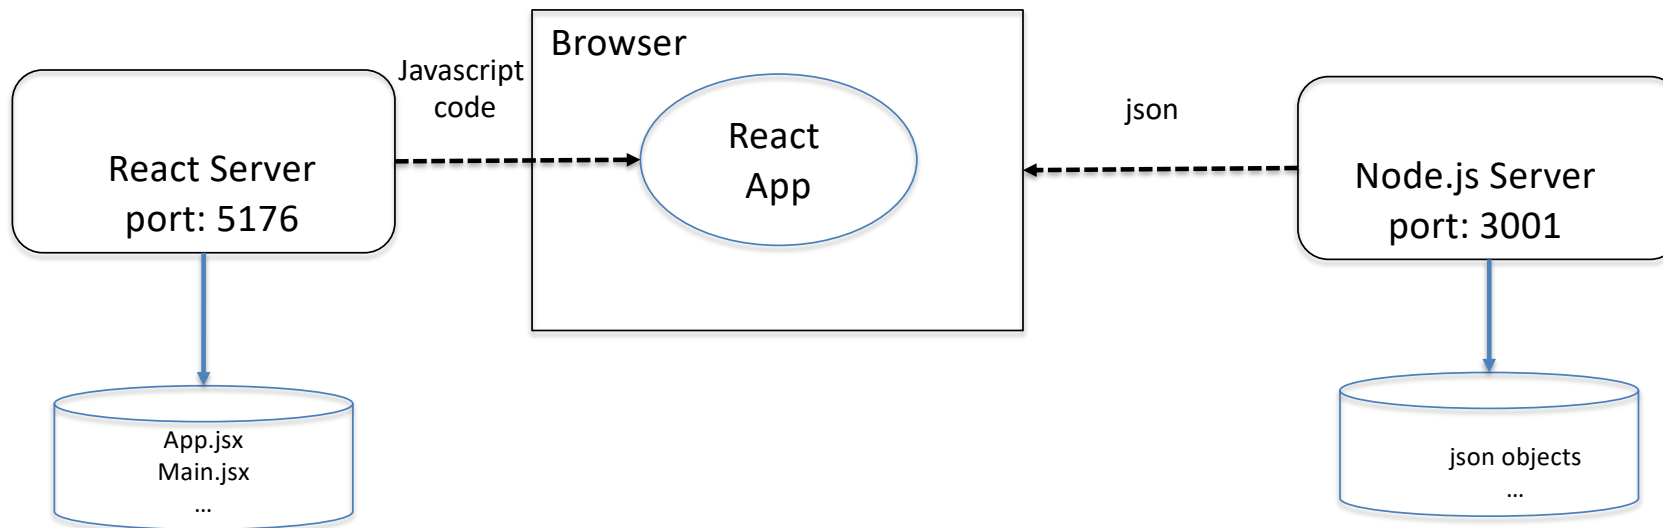 Browser
Javascript
code
React
App
json
React Server
port: 5176
Node.js Server
port: 3001
App.jsx
Main.jsx
...
json objects
...